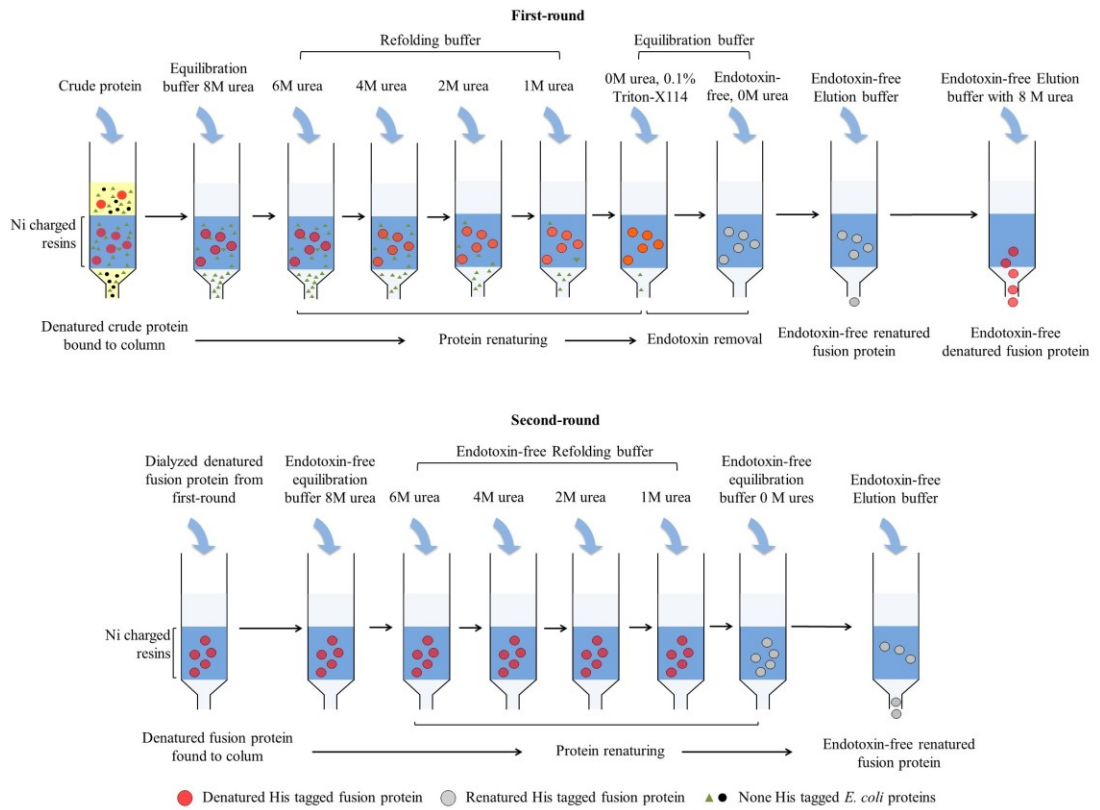 First-round
Refolding buffer
Equilibration buffer
Crude protein
Equilibration
buffer 8M urea
6M urea
4M urea
2M urea
1M urea
0M urea, 0.1%
Triton-X114
Endotoxin-
free, 0M urea
Endotoxin-free
Elution buffer
Endotoxin-free Elution
buffer with 8 M urea
Ni charged
resins
Denatured crude protein
bound to column
Protein renaturing
Endotoxin removal
Endotoxin-free renatured
fusion protein
Endotoxin-free
denatured fusion protein
Second-round
Dialyzed denatured
fusion protein from
first-round
Endotoxin-free
equilibration
buffer 8M urea
Endotoxin-free Refolding buffer
6M urea
4M urea
2M urea
1M urea
Endotoxin-free
equilibration
buffer 0 M ures
Endotoxin-free
Elution buffer
Ni charged
resins
Denatured fusion protein
found to colum
Protein renaturing
Endotoxin-free renatured
fusion protein
Denatured His tagged fusion protein
Renatured His tagged fusion protein
None His tagged E. coli proteins